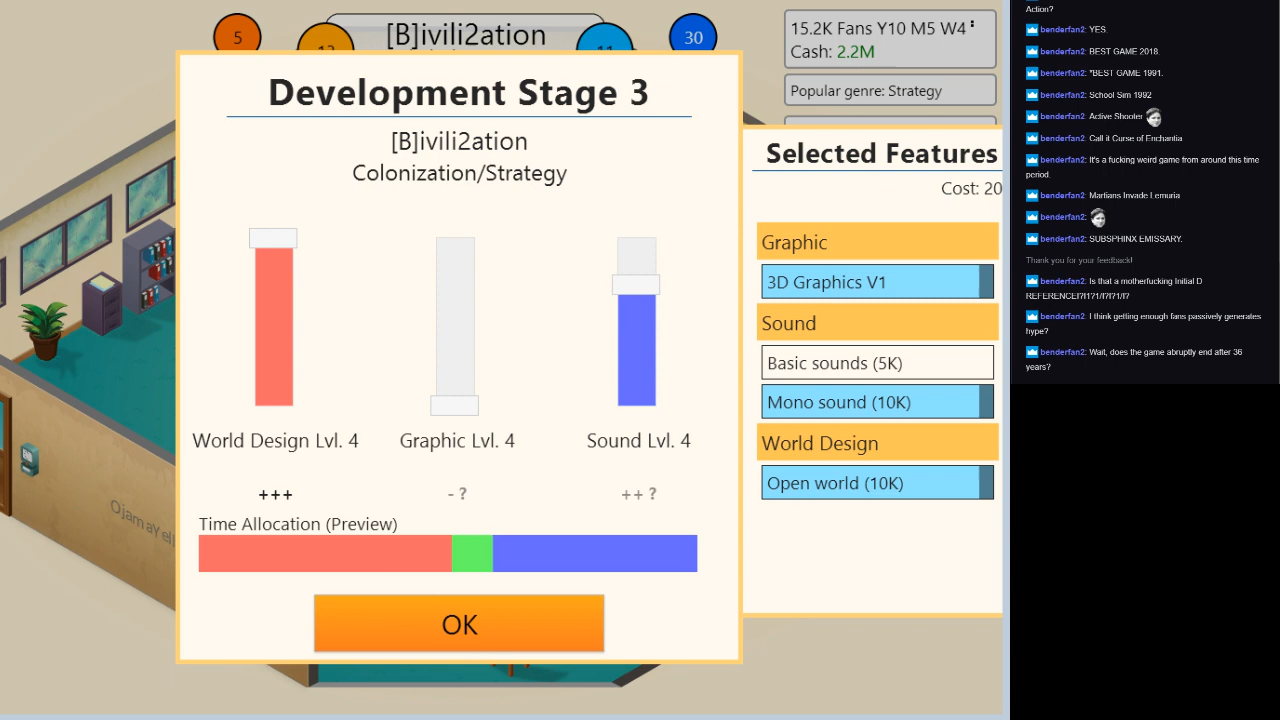 5
[B]ivili2ation
30
15.2K Fans Y10 M5 W4
Cash: 2.2M
Popular genre: Strategy
Development Stage 3
[B]ivili2ation
Colonization/Strategy
World Design Lvl. 4
Graphic Lvl. 4
Sound Lvl. 4
+++
- ?
++ ?
Time Allocation (Preview)
OK
Selected Features
Cost: 20
Graphic
3D Graphics V1
Sound
Basic sounds (5K)
Mono sound (10K)
World Design
Open world (10K)
OjamaYell
Action?
benderfan2: YES.
benderfan2: BEST GAME 2018.
benderfan2: *BEST GAME 1991.
benderfan2: School Sim 1992
benderfan2: Active Shooter
benderfan2: Call it Curse of Enchantia
benderfan2: It's a fucking weird game from around this time
period.
benderfan2: Martians Invade Lemuria
benderfan2:
benderfan2: SUBSPHINX EMISSARY.
Thank you for your feedback!
benderfan2: Is that a motherfucking Initial D
benderfan2: I think getting enough fans passively generates
hype?
benderfan2: Wait, does the game abruptly end after 36
years?